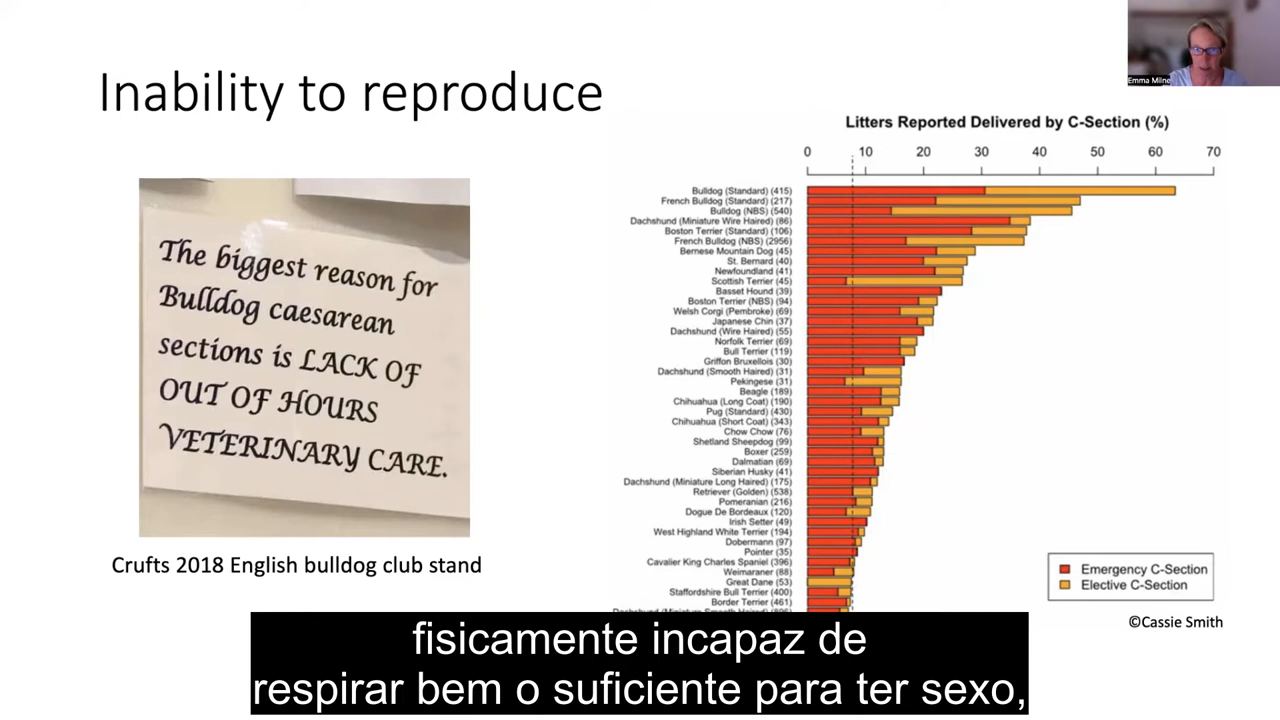 Inability to reproduce
Emma Milne
The biggest reason for
Bulldog caesarean
sections is LACK OF
OUT OF HOURS
VETERINARY CARE.
Crufts 2018 English bulldog club stand
Litters Reported Delivered by C-Section (%)
0 10 20 30 40 50 60 70
Bulldog (Standard) (415)
French Bulldog (Standard) (217)
Bulldog (NBS) (540)
Dachshund (Miniature Wire Haired) (86)
Boston Terrier (Standard) (106)
French Bulldog (NBS) (2956)
Bernese Mountain Dog (45)
St. Bernard (40)
Newfoundland (41)
Scottish Terrier (45)
Basset Hound (39)
Boston Terrier (NBS) (94)
Welsh Corgi (Pembroke) (69)
Japanese Chin (37)
Dachshund (Wire Haired) (55)
Norfolk Terrier (69)
Bull Terrier (119)
Griffon Bruxellois (30)
Dachshund (Smooth Haired) (31)
Pekingese (31)
Beagle (189)
Chihuahua (Long Coat) (190)
Pug (Standard) (430)
Chihuahua (Short Coat) (343)
Chow Chow (76)
Shetland Sheepdog (99)
Boxer (259)
Dalmatian (69)
Siberian Husky (41)
Dachshund (Miniature Long Haired) (175)
Retriever (Golden) (538)
Pomeranian (216)
Dogue De Bordeaux (120)
Irish Setter (49)
West Highland White Terrier (194)
Dobermann (97)
Pointer (35)
Cavalier King Charles Spaniel (396)
Weimaraner (88)
Great Dane (53)
Staffordshire Bull Terrier (400)
Border Terrier (461)
Emergency C-Section
Elective C-Section
©Cassie Smith
fisicamente incapaz de
respirar bem o suficiente para ter sexo,